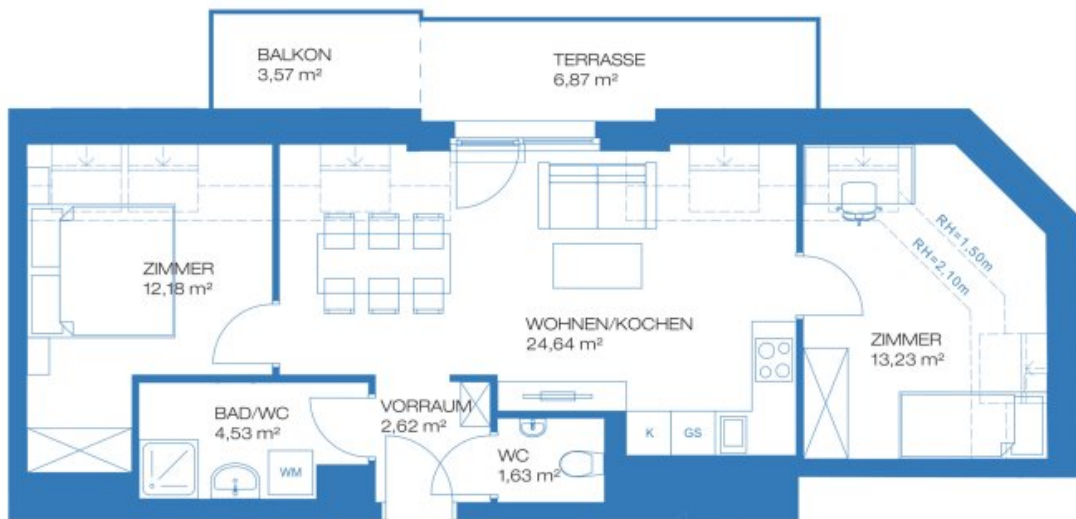 BALKON
3,57 m²
TERRASSE
6,87 m²
ZIMMER
12,18 m²
WOHNEN/KOCHEN
24,64 m²
RH=1,50m
RH=2,10m
ZIMMER
13,23 m²
BAD/WC
4,53 m²
VORRAUM
2,62 m²
WC
1,63 m²
K
GS
WM